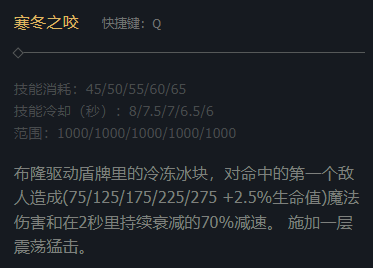 寒冬之咬 快捷键：Q
技能消耗：45/50/55/60/65
技能冷却（秒）：8/7.5/7/6.5/6
范围：1000/1000/1000/1000/1000
布隆驱动盾牌里的冷冻冰块，对命中的第一个敌
人造成(75/125/175/225/275 +2.5%生命值)魔法
伤害和在2秒里持续衰减的70%减速。 施加一层
震荡猛击。